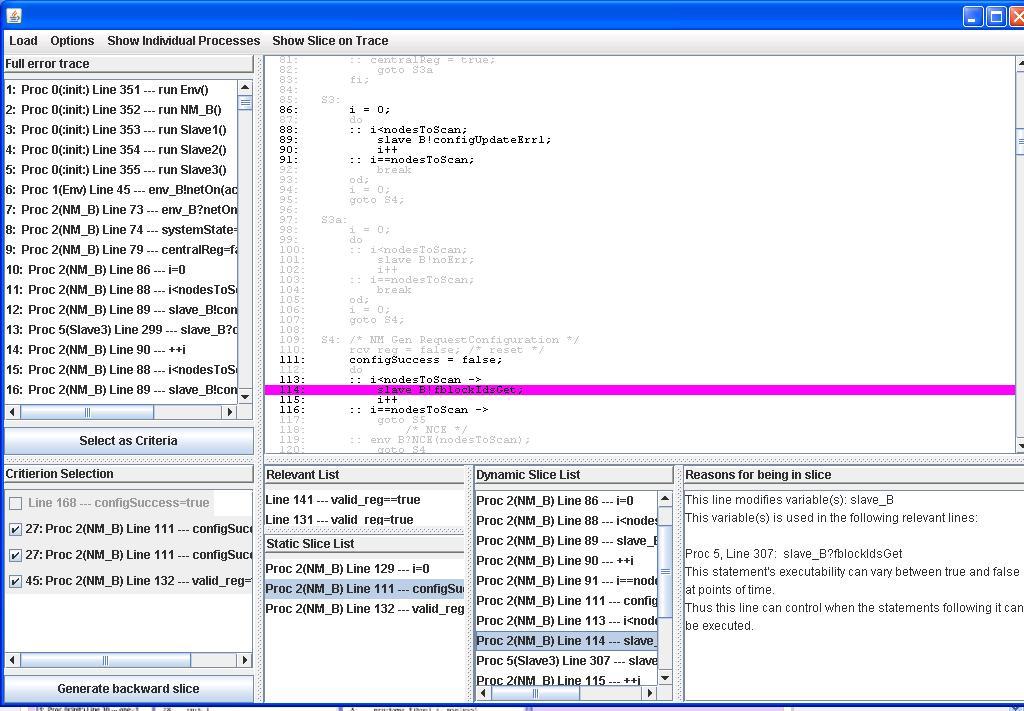 Load Options Show Individual Processes Show Slice on Trace
Full error trace
1: Proc 0(:init:) Line 351 --- run Env()
2: Proc 0(:init:) Line 352 --- run NM_B()
3: Proc 0(:init:) Line 353 --- run Slave1()
4: Proc 0(:init:) Line 354 --- run Slave2()
5: Proc 0(:init:) Line 355 --- run Slave3()
6: Proc 1(Env) Line 45 --- env_B!netOn(ac
7: Proc 2(NM_B) Line 73 --- env_B?netOn
8: Proc 2(NM_B) Line 74 --- systemState=
9: Proc 2(NM_B) Line 79 --- centralReg=fa
10: Proc 2(NM_B) Line 86 --- i=0
11: Proc 2(NM_B) Line 88 --- i<nodesToS
12: Proc 2(NM_B) Line 89 --- slave_B!con
13: Proc 5(Slave3) Line 299 --- slave_B?c
14: Proc 2(NM_B) Line 90 --- ++i
15: Proc 2(NM_B) Line 88 --- i<nodesToS
16: Proc 2(NM_B) Line 89 --- slave_B!con
Select as Criteria
81: :: centralReg = true;
82: goto S3a
83: fi;
84:
85: S3:
86: i = 0;
87: do
88: :: i<nodesToScan;
89: slave_B!configUpdateErr1;
90: i++
91: :: i==nodesToScan;
92: break
93: od;
94: i = 0;
95: goto S4;
96:
97: S3a:
98: i = 0;
99: do
100: :: i<nodesToScan;
101: slave_B!noErr;
102: i++
103: :: i==nodesToScan;
104: break
105: od;
106: i = 0;
107: goto S4;
108:
109: S4: /* NM_Gen_RequestConfiguration */
110: rcv_reg = false; /* reset */
111: configSuccess = false;
112: do
113: :: i<nodesToScan ->
114: slave_B!fblockIdsGet;
115: i++
116: :: i==nodesToScan ->
117: goto S5
118: /* NCE */
119: :: env_B?NCE(nodesToScan);
120: goto S4
Critierion Selection
Line 168 --- configSuccess=true
27: Proc 2(NM_B) Line 111 --- configSucc
27: Proc 2(NM_B) Line 111 --- configSucc
45: Proc 2(NM_B) Line 132 --- valid_reg=
Generate backward slice
Relevant List
Line 141 --- valid_reg==true
Line 131 --- valid_reg=true
Static Slice List
Proc 2(NM_B) Line 129 --- i=0
Proc 2(NM_B) Line 111 --- configSu
Proc 2(NM_B) Line 132 --- valid_reg
Dynamic Slice List
Proc 2(NM_B) Line 86 --- i=0
Proc 2(NM_B) Line 88 --- i<nodes
Proc 2(NM_B) Line 89 --- slave_B
Proc 2(NM_B) Line 90 --- ++i
Proc 2(NM_B) Line 91 --- i==nod
Proc 2(NM_B) Line 111 --- config
Proc 2(NM_B) Line 113 --- i<node
Proc 2(NM_B) Line 114 --- slave_
Proc 5(Slave3) Line 307 --- slave
Proc 2(NM_B) Line 115 --- ++i
Reasons for being in slice
This line modifies variable(s): slave_B
This variable(s) is used in the following relevant lines:
Proc 5, Line 307: slave_B?fblockIdsGet
This statement's executability can vary between true and false
at points of time.
Thus this line can control when the statements following it can
be executed.